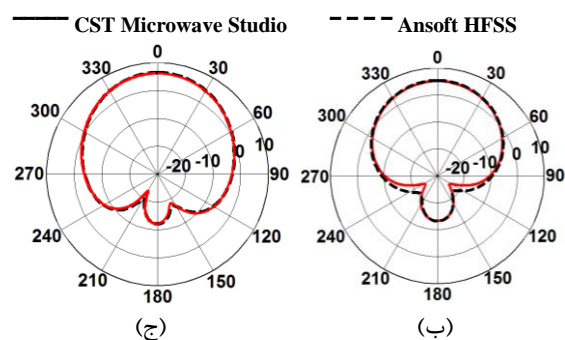 CST Microwave Studio Ansoft HFSS
0 0
330 30 330 30
300 60 300 60
-20 -10 0 10 -20 -10 0 10
270 90 270 90
240 120 240 120
210 150 210 150
180 180
(ج) (ب)